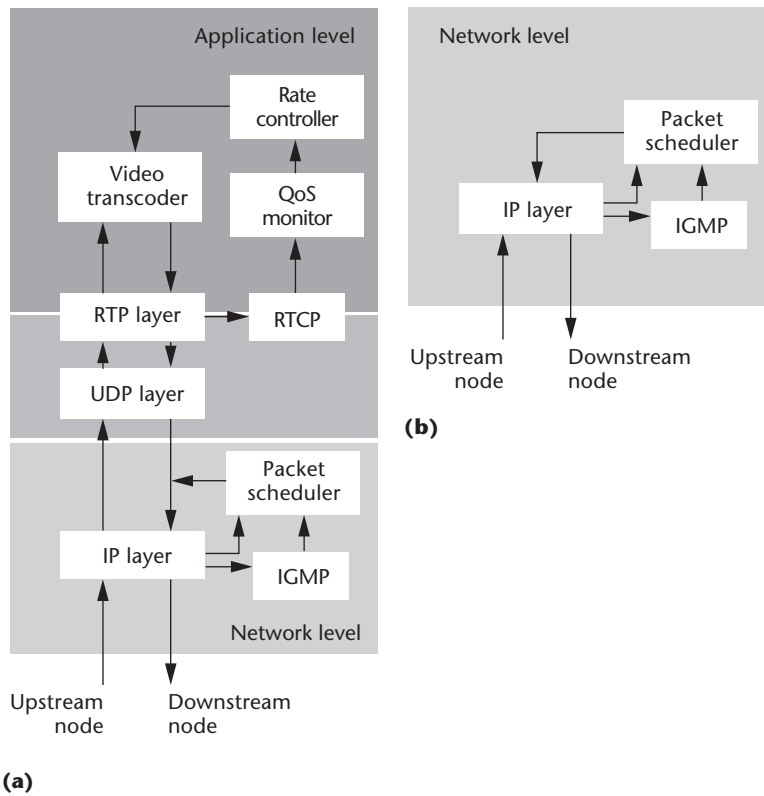 Application level
Rate
controller
Video
transcoder
QoS
monitor
RTP layer
RTCP
UDP layer
Packet
scheduler
IP layer
IGMP
Network level
Upstream
node
Downstream
node
(a)
Network level
Packet
scheduler
IP layer
IGMP
Upstream
node
Downstream
node
(b)